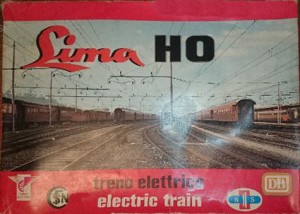 Lima HO
treno elettrico
electric train
DB